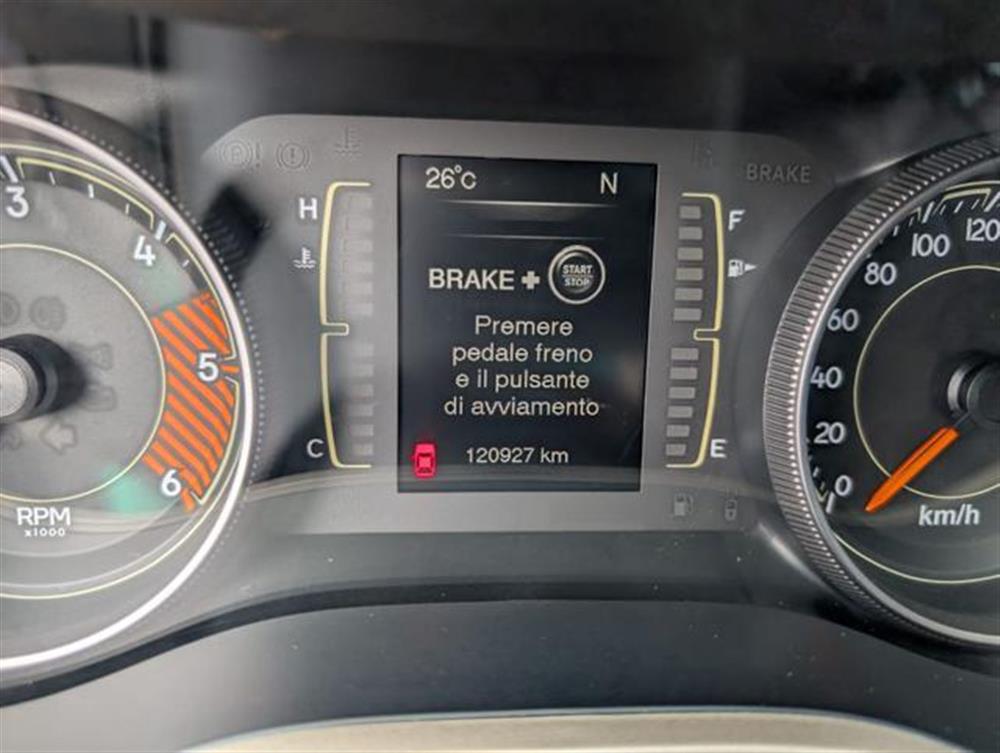 BRAKE
26°C N
H
F
3
4
5
6
RPM
x1000
BRAKE +
START
STOP
Premere
pedale freno
e il pulsante
di avviamento
120927 km
C
E
0
20
40
60
80
100
120
km/h